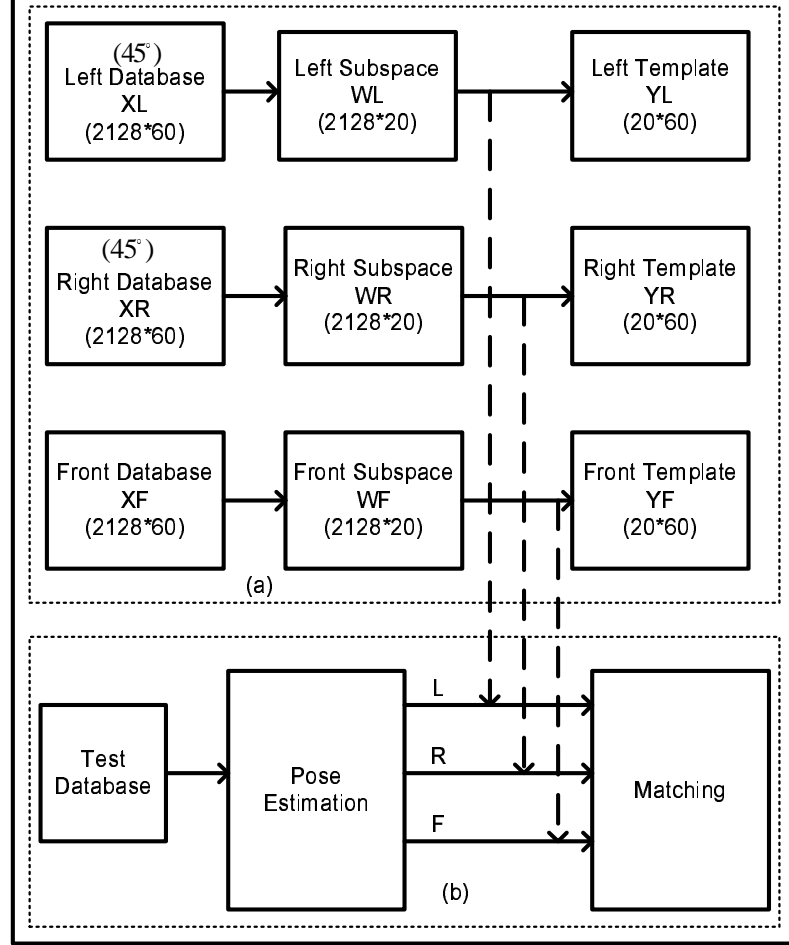 (45°)
Left Database
XL
(2128*60)
Left Subspace
WL
(2128*20)
Left Template
YL
(20*60)
(45°)
Right Database
XR
(2128*60)
Right Subspace
WR
(2128*20)
Right Template
YR
(20*60)
Front Database
XF
(2128*60)
Front Subspace
WF
(2128*20)
Front Template
YF
(20*60)
(a)
Test
Database
Pose
Estimation
L
R
F
Matching
(b)